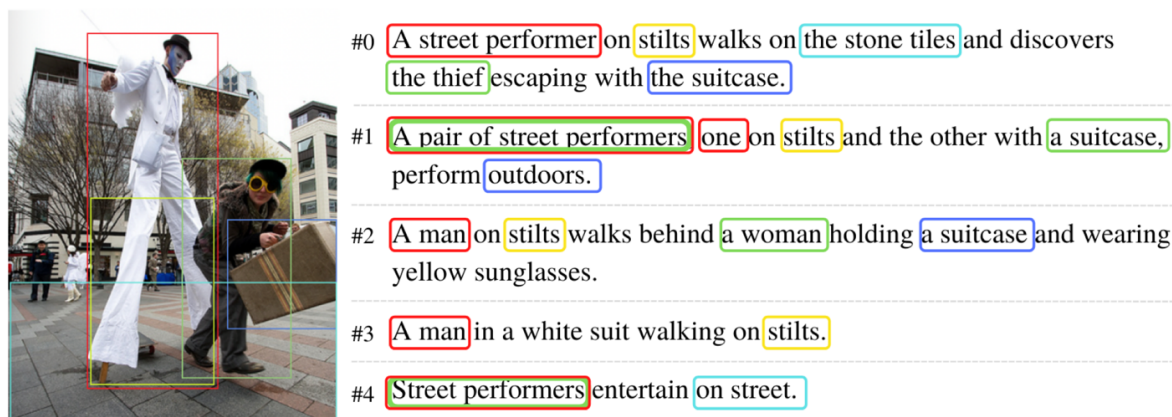 #0 A street performer on stilts walks on the stone tiles and discovers
the thief escaping with the suitcase.
#1 A pair of street performers one on stilts and the other with a suitcase,
perform outdoors.
#2 A man on stilts walks behind a woman holding a suitcase and wearing
yellow sunglasses.
#3 A man in a white suit walking on stilts.
#4 Street performers entertain on street.